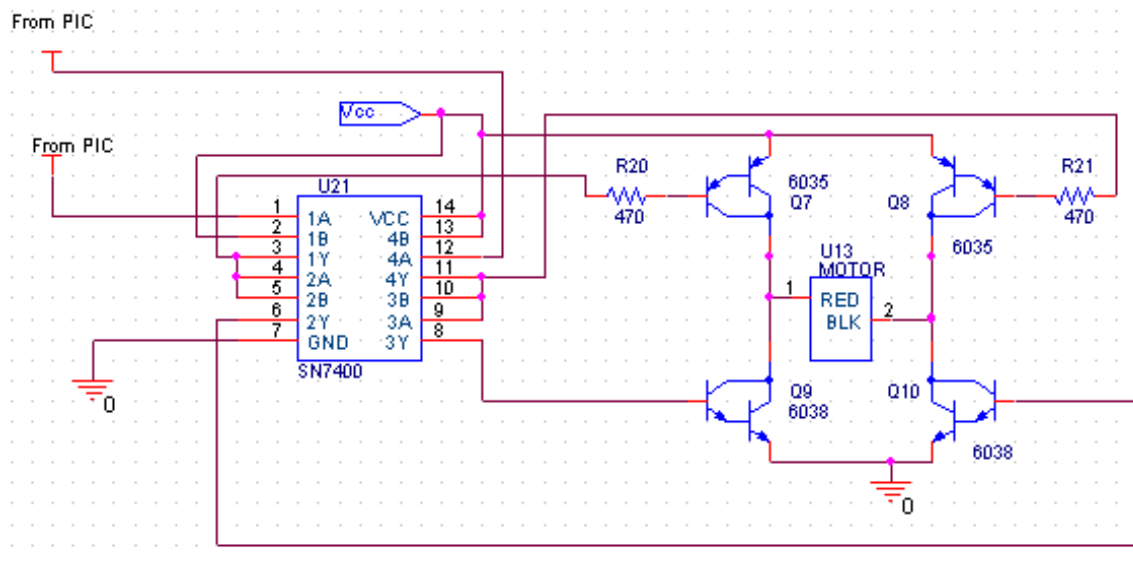 From PIC
Vcc
From PIC
U21
1 1A VCC 14
2 1B 4B 13
3 1Y 4A 12
4 2A 4Y 11
5 2B 3B 10
6 2Y 3A 9
7 GND 3Y 8
SN7400
0
R20
470
6035
Q7
Q8
6035
R21
470
U13
MOTOR
1 RED
BLK 2
Q9
6038
Q10
6038
0